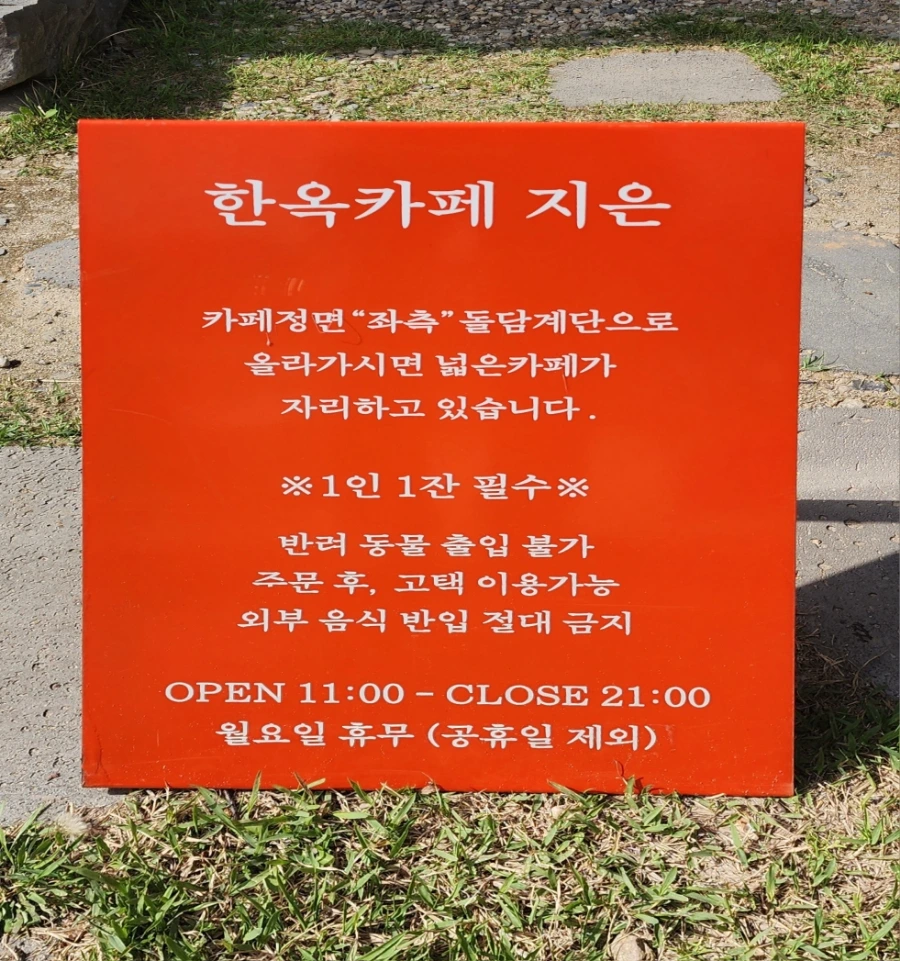 한옥카페 지은
카페정면 "좌측" 돌담계단으로
올라가시면 넓은카페가
자리하고 있습니다.
※1인 1잔 필수※
반려 동물 출입 불가
주문 후, 고택 이용가능
외부 음식 반입 절대 금지
OPEN 11:00 - CLOSE 21:00
월요일 휴무 (공휴일 제외)